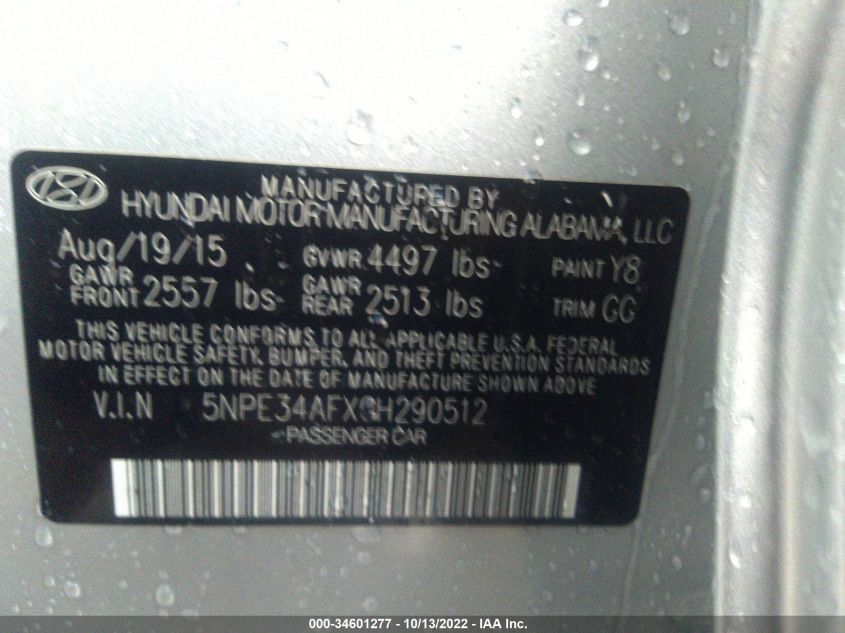 MANUFACTURED BY
HYUNDAI MOTOR MANUFACTURING ALABAMA, LLC
Aug/19/15 GVWR 4497 lbs PAINT Y8
GAWR FRONT 2557 lbs GAWR REAR 2513 lbs TRIM GG
THIS VEHICLE CONFORMS TO ALL APPLICABLE U.S.A. FEDERAL
MOTOR VEHICLE SAFETY, BUMPER, AND THEFT PREVENTION STANDARDS
IN EFFECT ON THE DATE OF MANUFACTURE SHOWN ABOVE
V.I.N 5NPE34AFXGH290512
PASSENGER CAR
000-34601277 - 10/13/2022 - IAA Inc.